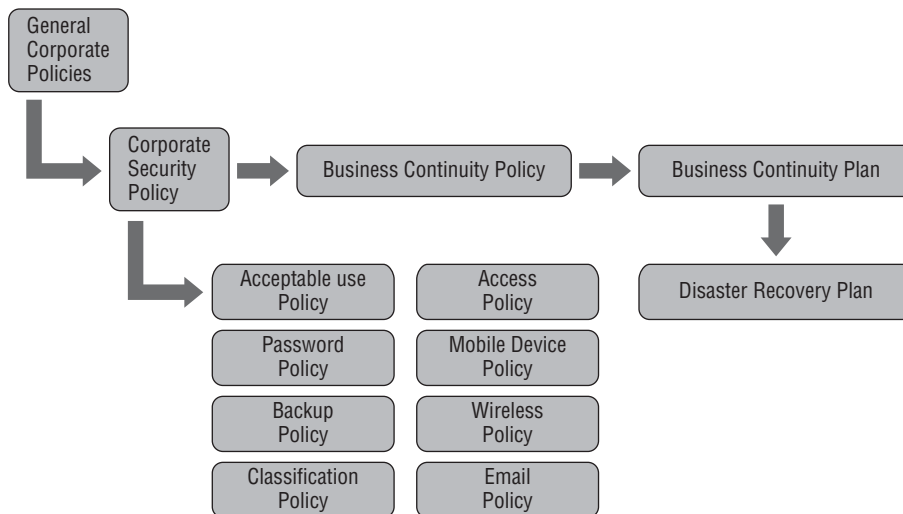 General
Corporate
Policies
Corporate
Security
Policy
Business Continuity Policy
Business Continuity Plan
Disaster Recovery Plan
Acceptable use
Policy
Access
Policy
Password
Policy
Mobile Device
Policy
Backup
Policy
Wireless
Policy
Classification
Policy
Email
Policy